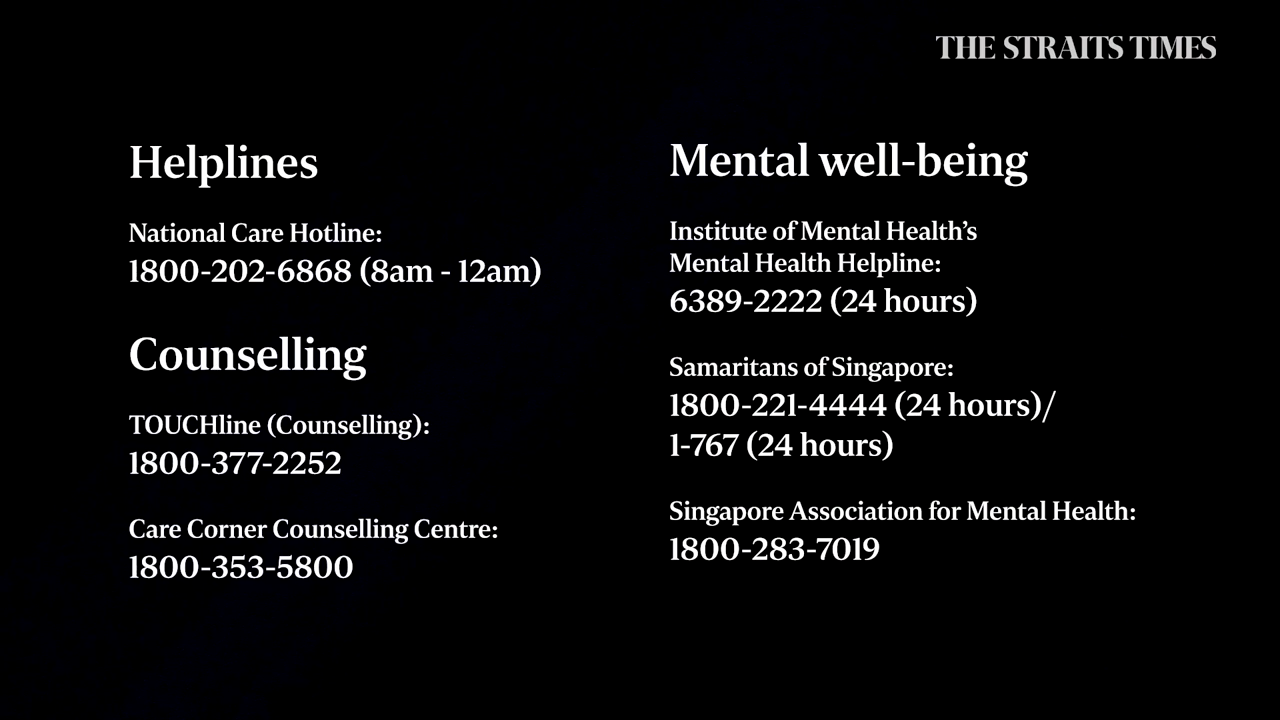 THE STRAITS TIMES
Helplines
National Care Hotline:
1800-202-6868 (8am - 12am)
Counselling
TOUCHline (Counselling):
1800-377-2252
Care Corner Counselling Centre:
1800-353-5800
Mental well-being
Institute of Mental Health’s
Mental Health Helpline:
6389-2222 (24 hours)
Samaritans of Singapore:
1800-221-4444 (24 hours)/
1-767 (24 hours)
Singapore Association for Mental Health:
1800-283-7019